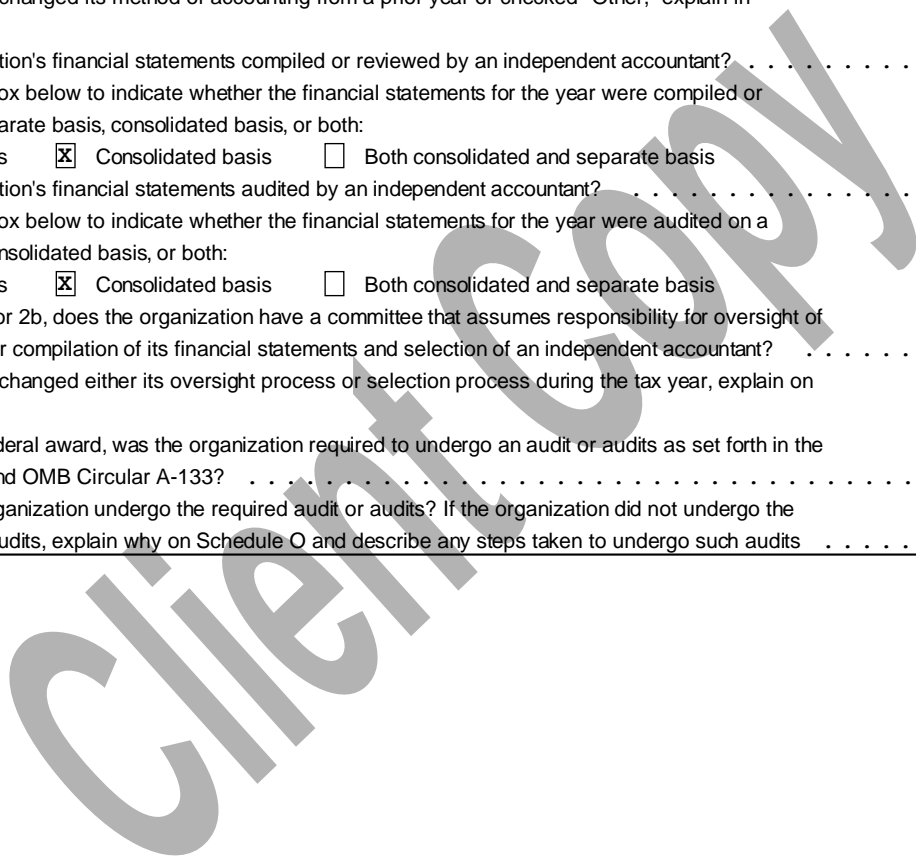 changed its method of accounting from a prior year or checked "Other," explain in
tion's financial statements compiled or reviewed by an independent accountant? . . . . . . . . .
ox below to indicate whether the financial statements for the year were compiled or
arate basis, consolidated basis, or both:
s X Consolidated basis Both consolidated and separate basis
tion's financial statements audited by an independent accountant? . . . . . . . . . . . . . . .
ox below to indicate whether the financial statements for the year were audited on a
nsolidated basis, or both:
s X Consolidated basis Both consolidated and separate basis
or 2b, does the organization have a committee that assumes responsibility for oversight of
r compilation of its financial statements and selection of an independent accountant? . . . . . .
changed either its oversight process or selection process during the tax year, explain on
deral award, was the organization required to undergo an audit or audits as set forth in the
nd OMB Circular A-133? . . . . . . . . . . . . . . . . . . . . . . . . . . . . . . . . . . .
ganization undergo the required audit or audits? If the organization did not undergo the
udits, explain why on Schedule O and describe any steps taken to undergo such audits . . . . .
Client Copy